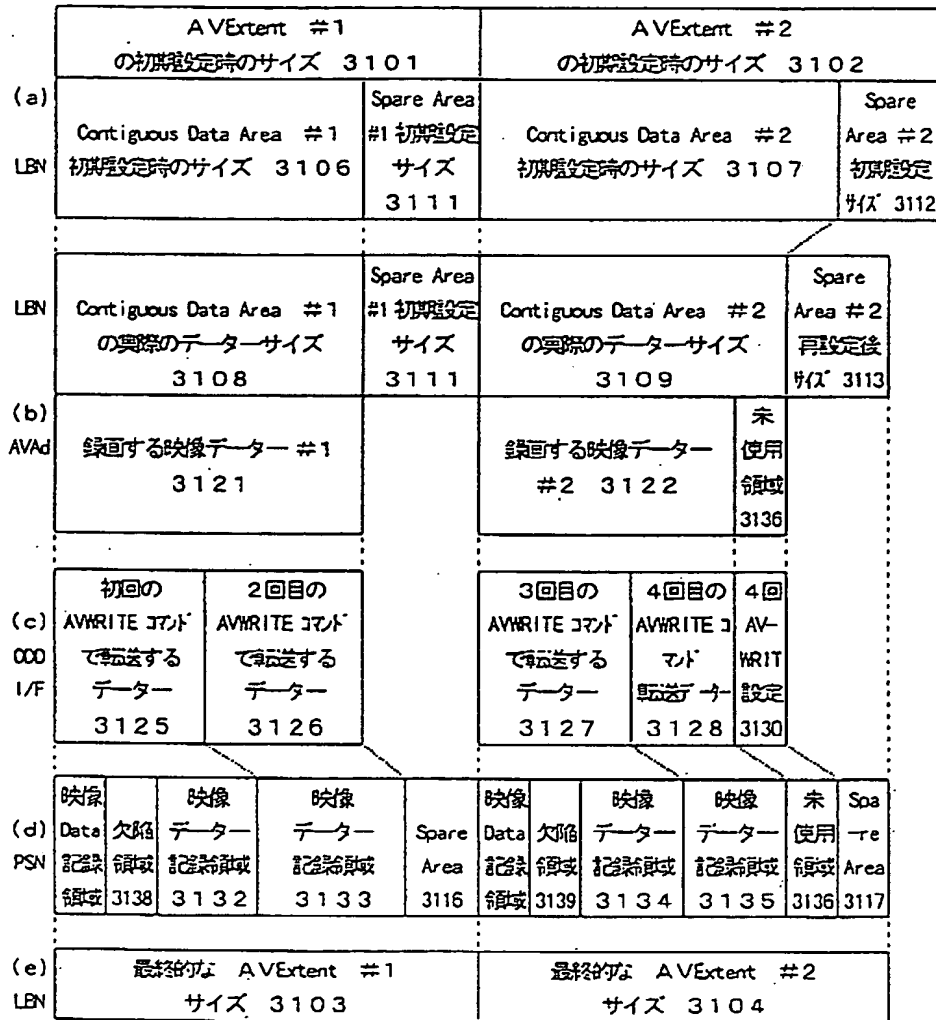 AVExtent #1
の初期設定時のサイズ 3101
AVExtent #2
の初期設定時のサイズ 3102
(a)
LBN
Contiguous Data Area #1
初期設定時のサイズ 3106
Spare Area
#1 初期設定
サイズ
3111
Contiguous Data Area #2
初期設定時のサイズ 3107
Spare
Area #2
初期設定
サイズ 3112
LBN
Contiguous Data Area #1
の実際のデーターサイズ
3108
Spare Area
#1 初期設定
サイズ
3111
Contiguous Data Area #2
の実際のデーターサイズ
3109
Spare
Area #2
再設定後
サイズ 3113
(b)
AVAd
録画する映像データー #1
3121
録画する映像データー
#2 3122
未
使用
領域
3136
(c)
ODD
I/F
初回の
AVWRITE コマンド
で転送する
データー
3125
2回目の
AVWRITE コマンド
で転送する
データー
3126
3回目の
AVWRITE コマンド
で転送する
データー
3127
4回目の
AVWRITE コ
マンド
転送データー
3128
4回
AV-
WRIT
設定
3130
(d)
PSN
映像
Data
記録
領域
欠陥
領域
3138
映像
データー
記録領域
3132
映像
データー
記録領域
3133
Spare
Area
3116
映像
Data
記録
領域
欠陥
領域
3139
映像
データー
記録領域
3134
映像
データー
記録領域
3135
未
使用
領域
3136
Spa
-re
Area
3117
(e)
LBN
最終的な AVExtent #1
サイズ 3103
最終的な AVExtent #2
サイズ 3104